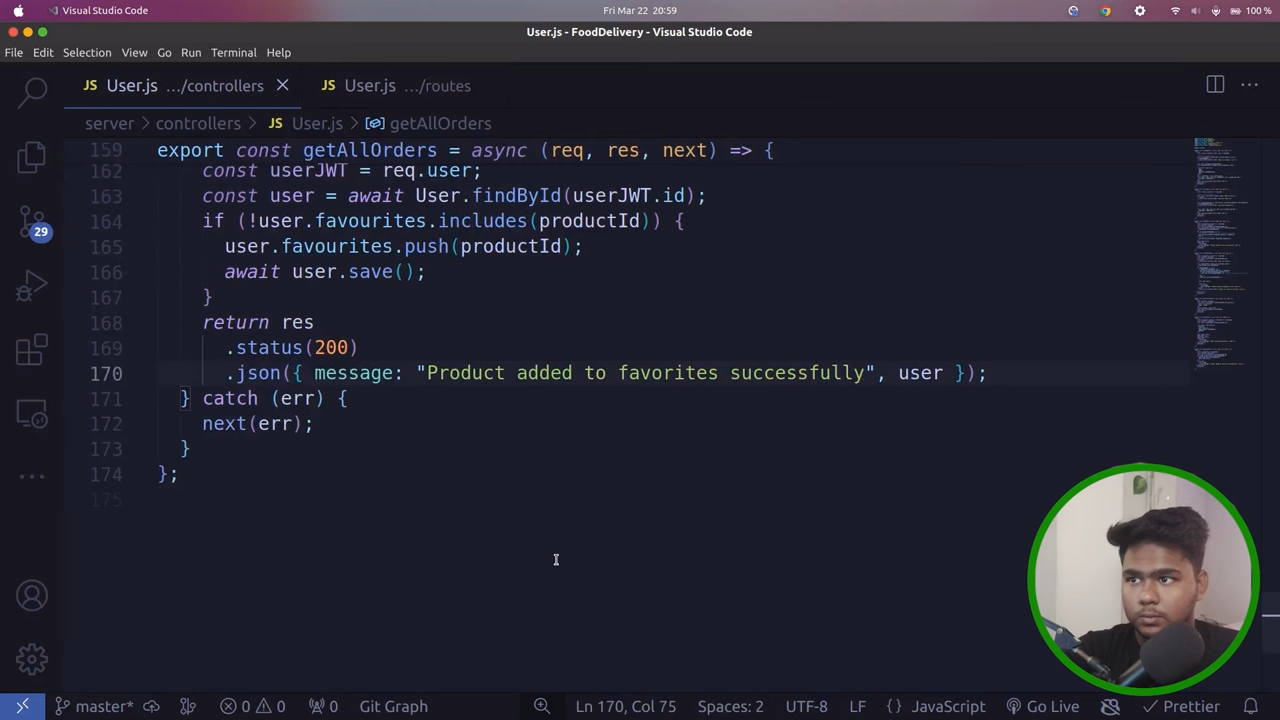 Visual Studio Code
Fri Mar 22 20:59
100 %
User.js - FoodDelivery - Visual Studio Code
File Edit Selection View Go Run Terminal Help
JS User.js .../controllers JS User.js .../routes
server > controllers > JS User.js > getAllOrders
159 export const getAllOrders = async (req, res, next) => {
162 const userJWT = req.user;
163 const user = await User.findById(userJWT.id);
164 if (!user.favourites.includes(productId)) {
165 user.favourites.push(productId);
166 await user.save();
167 }
168 return res
169 .status(200)
170 .json({ message: "Product added to favorites successfully", user });
171 } catch (err) {
172 next(err);
173 }
174 };
175
29
master* 0 0 0 Git Graph Ln 170, Col 75 Spaces: 2 UTF-8 LF {} JavaScript Go Live Prettier